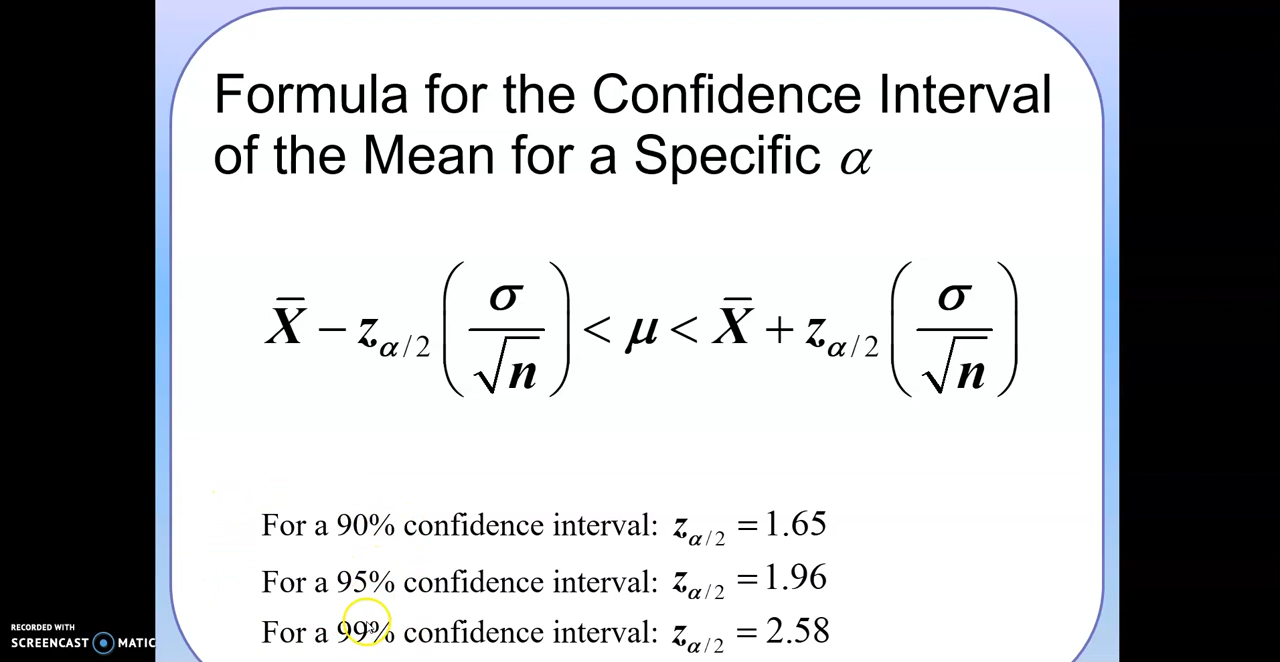 Formula for the Confidence Interval
of the Mean for a Specific α
X̄ − z_{α/2} (σ/√n) < μ < X̄ + z_{α/2} (σ/√n)
For a 90% confidence interval: z_{α/2} = 1.65
For a 95% confidence interval: z_{α/2} = 1.96
For a 99% confidence interval: z_{α/2} = 2.58
RECORDED WITH
SCREENCAST MATIC